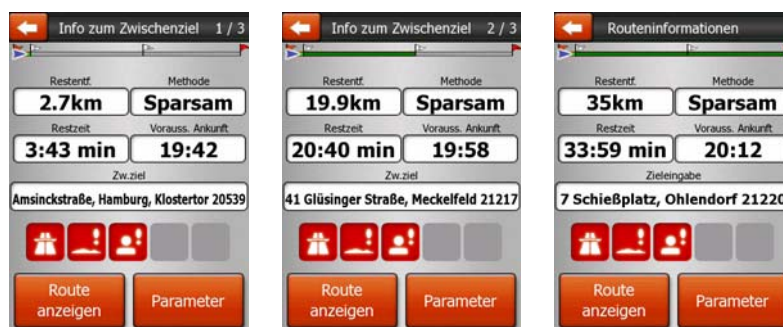 Info zum Zwischenziel 1 / 3
Restentf.
Methode
2.7km
Sparsam
Restzeit
Vorauss. Ankunft
3:43 min
19:42
Zw.ziel
Amsinckstraße, Hamburg, Klostertor 20539
Route
anzeigen
Parameter
Info zum Zwischenziel 2 / 3
Restentf.
Methode
19.9km
Sparsam
Restzeit
Vorauss. Ankunft
20:40 min
19:58
Zw.ziel
41 Glüsinger Straße, Meckelfeld 21217
Route
anzeigen
Parameter
Routeninformationen
Restentf.
Methode
35km
Sparsam
Restzeit
Vorauss. Ankunft
33:59 min
20:12
Zieleingabe
7 Schießplatz, Ohlendorf 21220
Route
anzeigen
Parameter